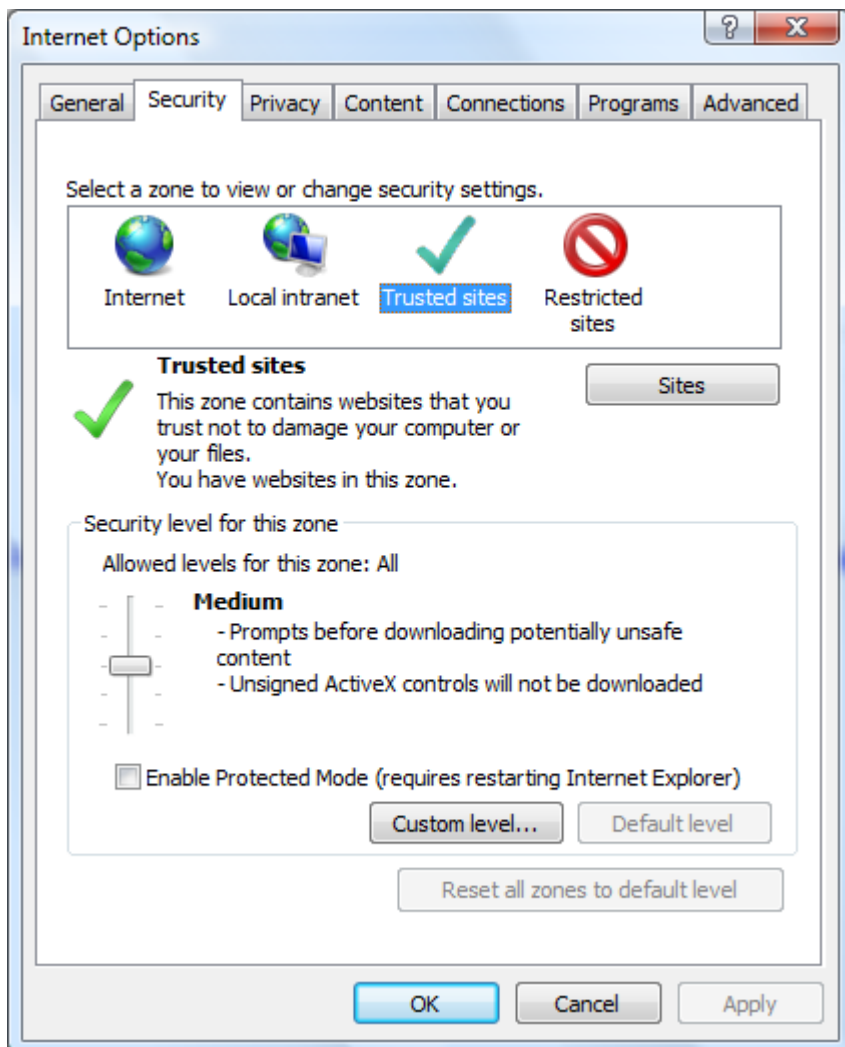 Internet Options
?
General Security Privacy Content Connections Programs Advanced
Select a zone to view or change security settings.
Internet Local intranet Trusted sites Restricted sites
Trusted sites
Sites
This zone contains websites that you
trust not to damage your computer or
your files.
You have websites in this zone.
Security level for this zone
Allowed levels for this zone: All
Medium
- Prompts before downloading potentially unsafe
content
- Unsigned ActiveX controls will not be downloaded
Enable Protected Mode (requires restarting Internet Explorer)
Custom level... Default level
Reset all zones to default level
OK Cancel Apply